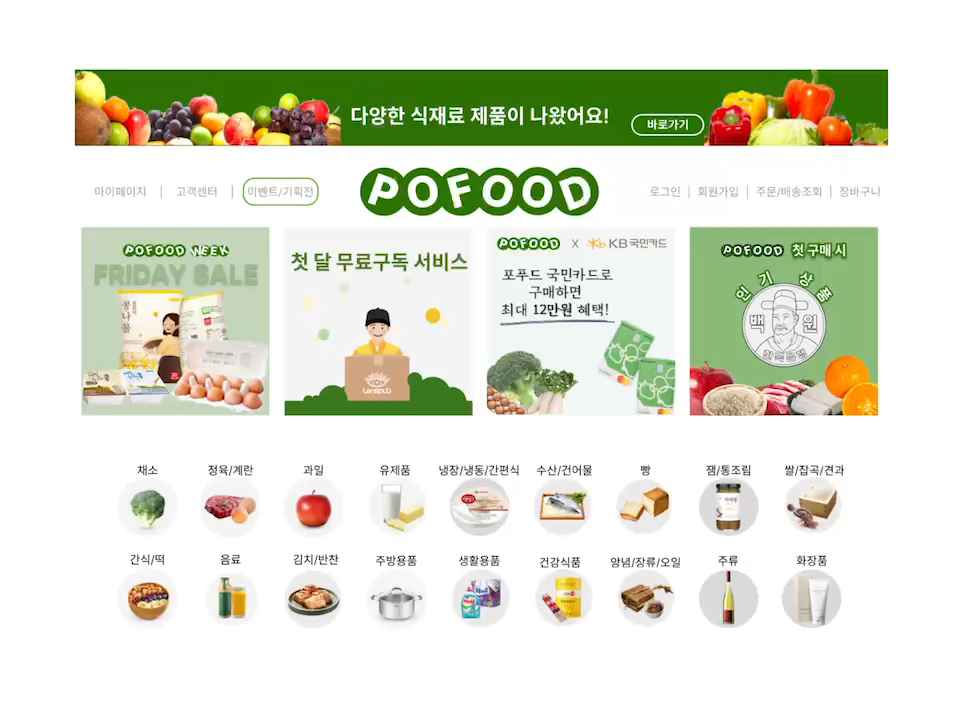 다양한 식재료 제품이 나왔어요!
바로가기
마이페이지 | 고객센터 | 이벤트/기획전
POFOOD
로그인 | 회원가입 | 주문/배송조회 | 장바구니
POFOOD WEEK
FRIDAY SALE
콩나물
첫 달 무료구독 서비스
POFOOD X KB국민카드
포푸드 국민카드로
구매하면
최대 12만원 혜택!
POFOOD 첫 구매 시
인기상품
백 원
채소
정육/계란
과일
유제품
냉장/냉동/간편식
수산/건어물
빵
잼/통조림
쌀/잡곡/견과
간식/떡
음료
김치/반찬
주방용품
생활용품
건강식품
양념/장류/오일
주류
화장품